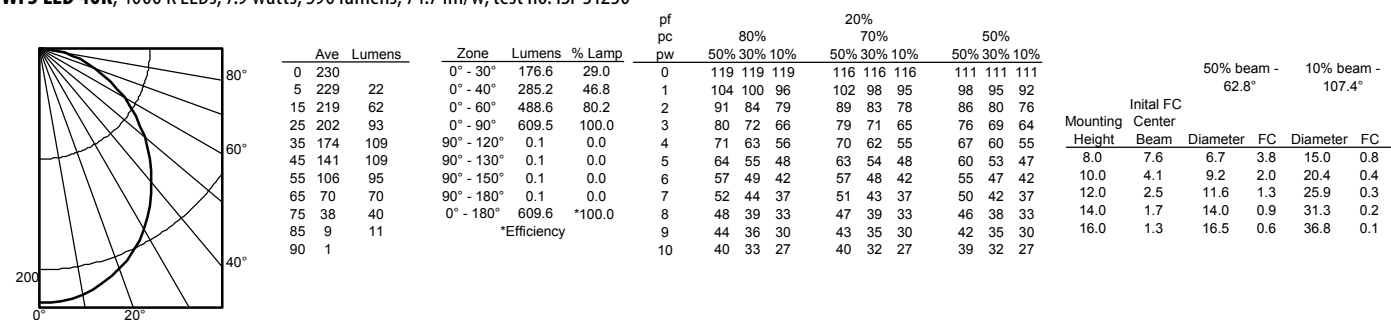 LED 40K, 4000 K LEDs, 7.9 watts, 590 lumens, 74.7 lm/w, test no.
80°
60°
40°
200
0° 20°
Ave Lumens
0 230
5 229 22
15 219 62
25 202 93
35 174 109
45 141 109
55 106 95
65 70 70
75 38 40
85 9 11
90 1
Zone Lumens % Lamp
0° - 30° 176.6 29.0
0° - 40° 285.2 46.8
0° - 60° 488.6 80.2
0° - 90° 609.5 100.0
90° - 120° 0.1 0.0
90° - 130° 0.1 0.0
90° - 150° 0.1 0.0
90° - 180° 0.1 0.0
0° - 180° 609.6 *100.0
*Efficiency
pf 20%
pc 80% 70% 50%
pw 50% 30% 10% 50% 30% 10% 50% 30% 10%
0 119 119 119 116 116 116 111 111 111
1 104 100 96 102 98 95 98 95 92
2 91 84 79 89 83 78 86 80 76
3 80 72 66 79 71 65 76 69 64
4 71 63 56 70 62 55 67 60 55
5 64 55 48 63 54 48 60 53 47
6 57 49 42 57 48 42 55 47 42
7 52 44 37 51 43 37 50 42 37
8 48 39 33 47 39 33 46 38 33
9 44 36 30 43 35 30 42 35 30
10 40 33 27 40 32 27 39 32 27
50% beam - 10% beam -
62.8° 107.4°
Inital FC
Mounting Center
Height Beam Diameter FC Diameter FC
8.0 7.6 6.7 3.8 15.0 0.8
10.0 4.1 9.2 2.0 20.4 0.4
12.0 2.5 11.6 1.3 25.9 0.3
14.0 1.7 14.0 0.9 31.3 0.2
16.0 1.3 16.5 0.6 36.8 0.1